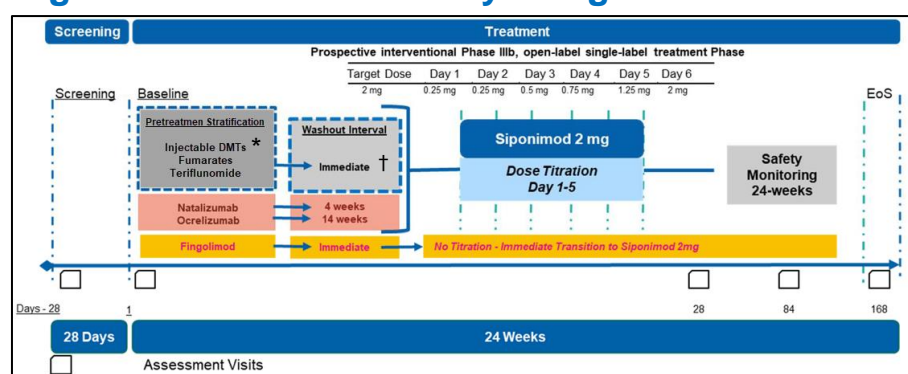 Screening Treatment
Prospective interventional Phase IIIb, open-label single-label treatment Phase
Target Dose Day 1 Day 2 Day 3 Day 4 Day 5 Day 6
2 mg 0.25 mg 0.25 mg 0.5 mg 0.75 mg 1.25 mg 2 mg
Screening Baseline EoS
Pretreatmen Stratification
Injectable DMTs *
Fumarates
Teriflunomide
Washout Interval
Immediate †
Siponimod 2 mg
Dose Titration
Day 1-5
Safety
Monitoring
24-weeks
Natalizumab 4 weeks
Ocrelizumab 14 weeks
Fingolimod Immediate No Titration - Immediate Transition to Siponimod 2mg
Days - 28 1 28 84 168
28 Days 24 Weeks
Assessment Visits